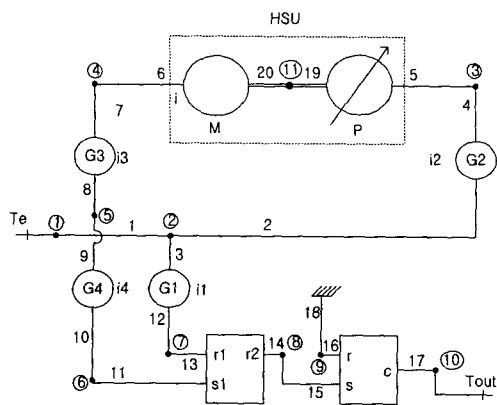 HSU
④ 6 20 ⑪ 19 5 ③
i
7 M P 4
G3 i3 i2 G2
8
Te ① ⑤ ②
1 2
9 3
G4 i4 G1 i1
10 12 18
⑦ 13 r1 r2 14 ⑧ ⑨ 16 r c 17 ⑩
⑥ 11 s1 15 s Tout